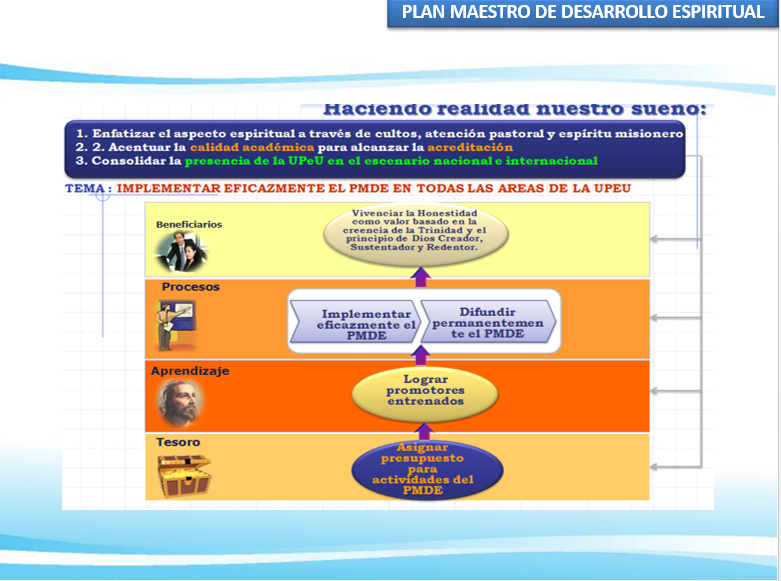 PLAN MAESTRO DE DESARROLLO ESPIRITUAL
Haciendo realidad nuestro sueño:
1. Enfatizar el aspecto espiritual a través de cultos, atención pastoral y espíritu misionero
2. 2. Acentuar la calidad académica para alcanzar la acreditación
3. Consolidar la presencia de la UPeU en el escenario nacional e internacional
TEMA : IMPLEMENTAR EFICAZMENTE EL PMDE EN TODAS LAS AREAS DE LA UPEU
Beneficiarios
Vivenciar la Honestidad
como valor basado en la
creencia de la Trinidad y el
principio de Dios Creador,
Sustentador y Redentor.
Procesos
Implementar
eficazmente el
PMDE
Difundir
permanentemen
te el PMDE
Aprendizaje
Lograr
promotores
entrenados
Tesoro
Asignar
presupuesto
para
actividades del
PMDE